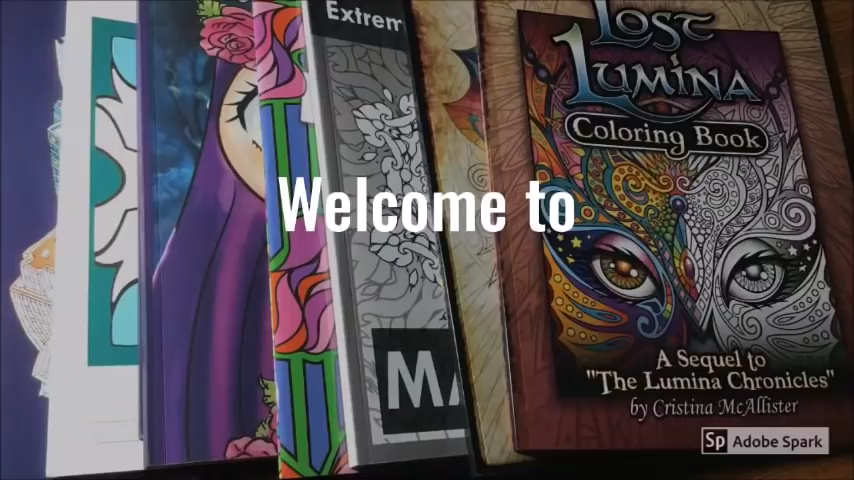 Extrem
LOST
LUMINA
Coloring Book
Welcome to
A Sequel to
"The Lumina Chronicles"
by Cristina McAllister
MA
Sp Adobe Spark